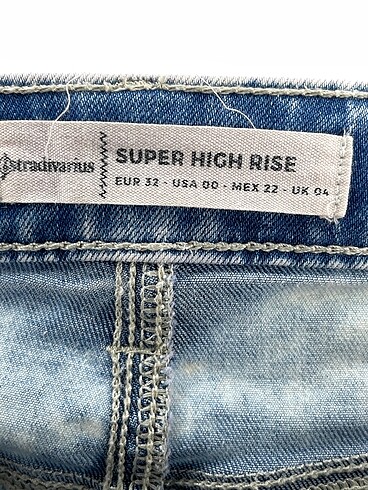 stradivarius
SUPER HIGH RISE
EUR 32 - USA 00 - MEX 22 - UK 04